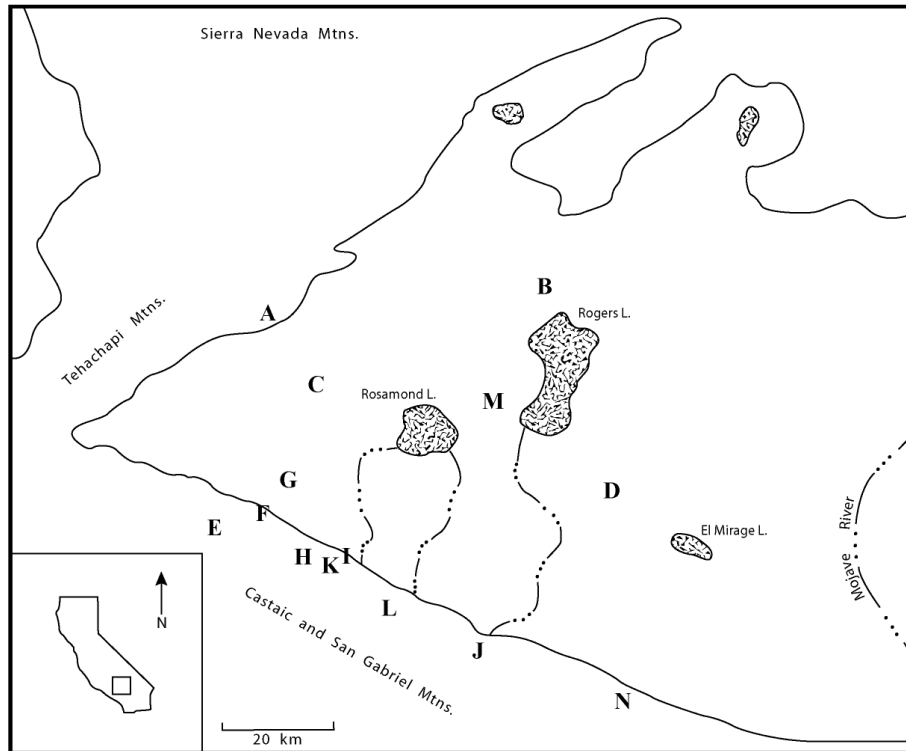 Sierra Nevada Mtns.
B
Rogers L.
A
Tehachapi Mtns.
C
Rosamond L.
M
G
D
E
F
El Mirage L.
Mojave River
H
K
I
L
J
Castaic and San Gabriel Mtns.
N
N
20 km